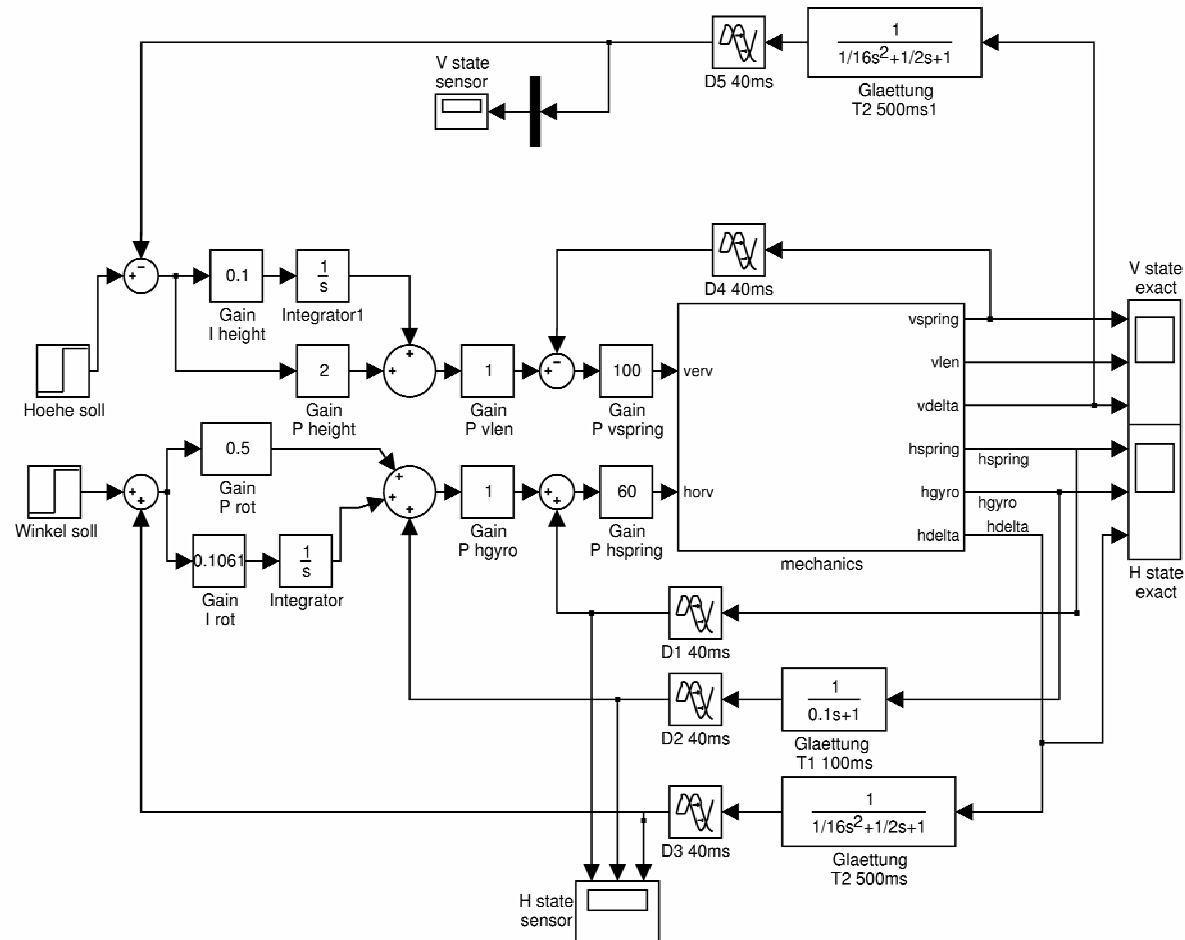 1
1/16s2+1/2s+1
Glaettung
T2 500ms1
D5 40ms
V state
sensor
D4 40ms
V state
exact
+
-
0.1
Gain
I height
1
s
Integrator1
Hoehe soll
2
Gain
P height
+
+
1
Gain
P vlen
+
-
100
Gain
P vspring
verv
vspring
vlen
vdelta
hspring
hspring
hgyro
hgyro
hdelta
hdelta
horv
mechanics
H state
exact
Winkel soll
+
+
0.5
Gain
P rot
0.1061
Gain
I rot
1
s
Integrator
+
+
+
1
Gain
P hgyro
+
+
60
Gain
P hspring
D1 40ms
D2 40ms
1
0.1s+1
Glaettung
T1 100ms
D3 40ms
1
1/16s2+1/2s+1
Glaettung
T2 500ms
H state
sensor